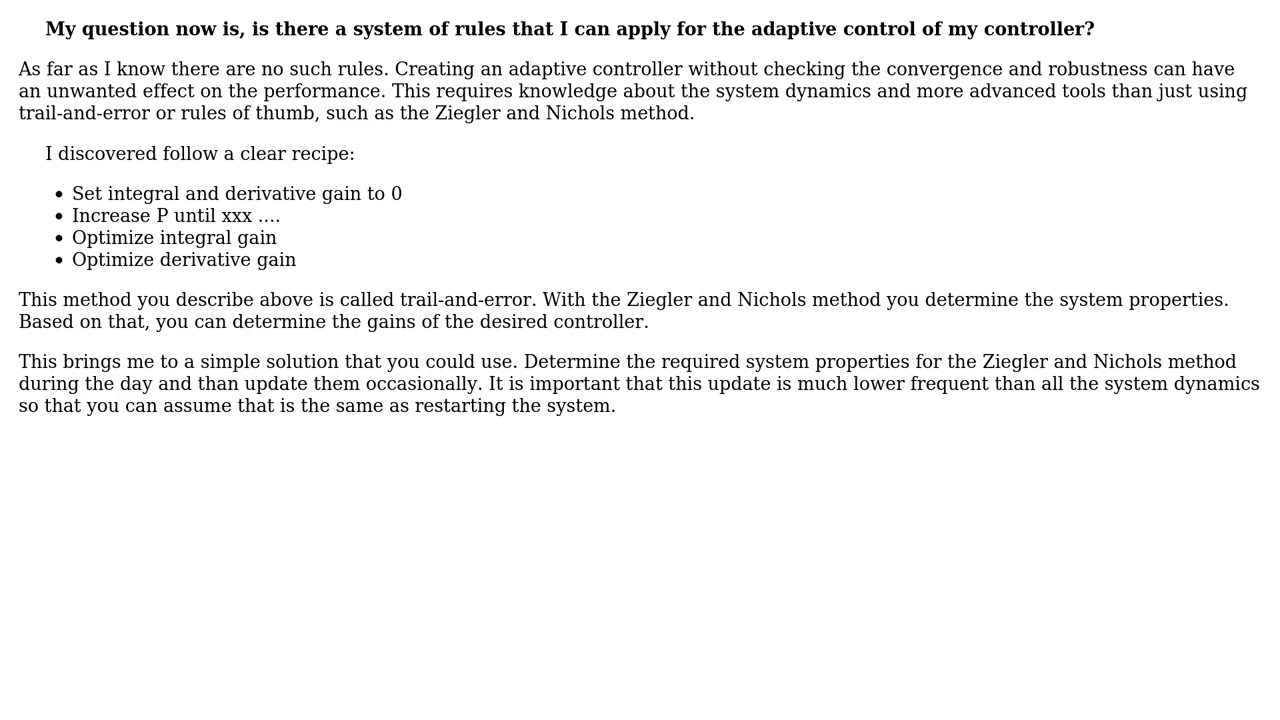 My question now is, is there a system of rules that I can apply for the adaptive control of my controller?
As far as I know there are no such rules. Creating an adaptive controller without checking the convergence and robustness can have
an unwanted effect on the performance. This requires knowledge about the system dynamics and more advanced tools than just using
trail-and-error or rules of thumb, such as the Ziegler and Nichols method.
I discovered follow a clear recipe:
• Set integral and derivative gain to 0
• Increase P until xxx ....
• Optimize integral gain
• Optimize derivative gain
This method you describe above is called trail-and-error. With the Ziegler and Nichols method you determine the system properties.
Based on that, you can determine the gains of the desired controller.
This brings me to a simple solution that you could use. Determine the required system properties for the Ziegler and Nichols method
during the day and than update them occasionally. It is important that this update is much lower frequent than all the system dynamics
so that you can assume that is the same as restarting the system.